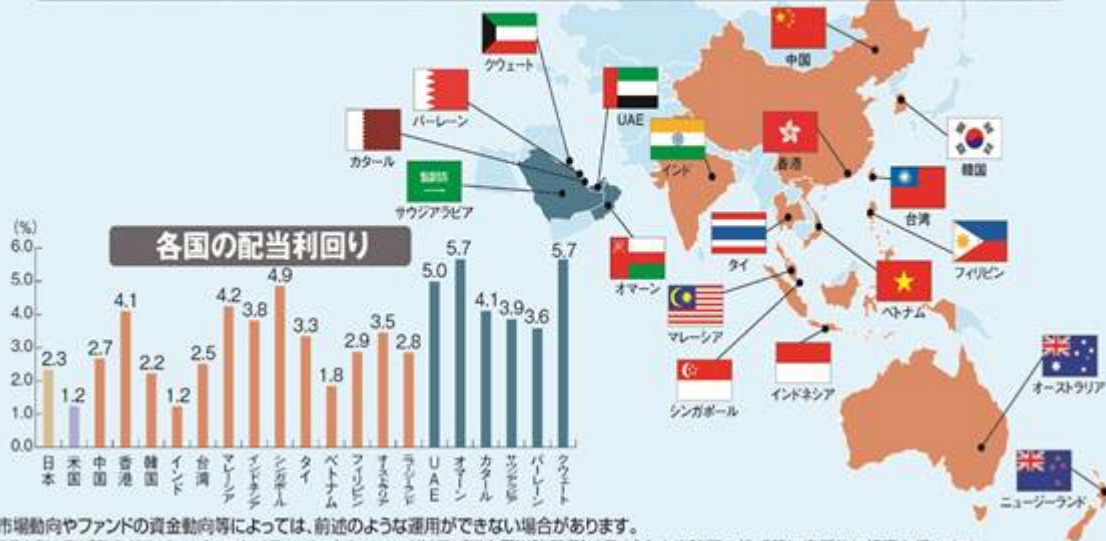 クウェート
中国
バーレーン
UAE
カタール
インド
香港
韓国
サウジアラビア
台湾
タイ
フィリピン
オマーン
ベトナム
マレーシア
シンガポール
インドネシア
オーストラリア
ニュージーランド
各国の配当利回り
(%)
6.0
5.0
4.0
3.0
2.0
1.0
0.0
2.3
1.2
2.7
4.1
2.2
1.2
2.5
4.2
3.8
4.9
3.3
1.8
2.9
3.5
2.8
5.0
5.7
4.1
3.9
3.6
5.7
日本
米国
中国
香港
韓国
インド
台湾
マレーシア
インドネシア
シンガポール
タイ
ベトナム
フィリピン
オーストラリア
ニュージーランド
UAE
オマーン
カタール
サウジアラビア
バーレーン
クウェート
市場動向やファンドの資金動向等によっては、前述のような運用ができない場合があります。